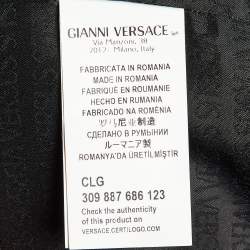 GIANNI VERSACE
Via Manzoni, 38
Milano, Italy
FABBRICATA IN ROMANIA
MADE IN ROMANIA
FABRIQUÉ EN ROUMANIE
HECHO EN RUMANIA
FABRICADO NA ROMÉNIA
罗马尼亚制造
СДЕЛАНО В РУМЫНИИ
ルーマニア製
ROMANYA'DA ÜRETİLMİŞTİR
CLG
309 887 686 123
Check the authenticity
of this product on
VERSACE.CERTILOGO.COM